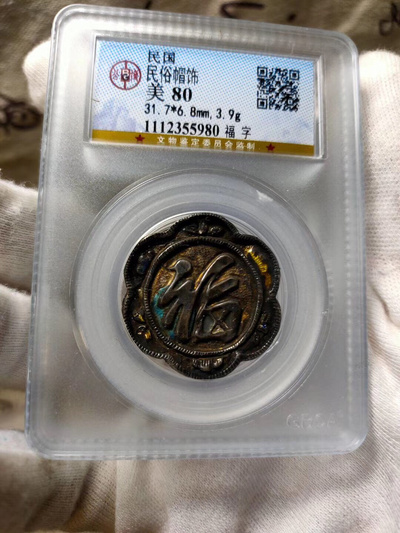 民国
民俗帽饰
美 80
31.7*6.8mm,3.9g
1112355980 福 字
★文物鉴定委员会监制★
福